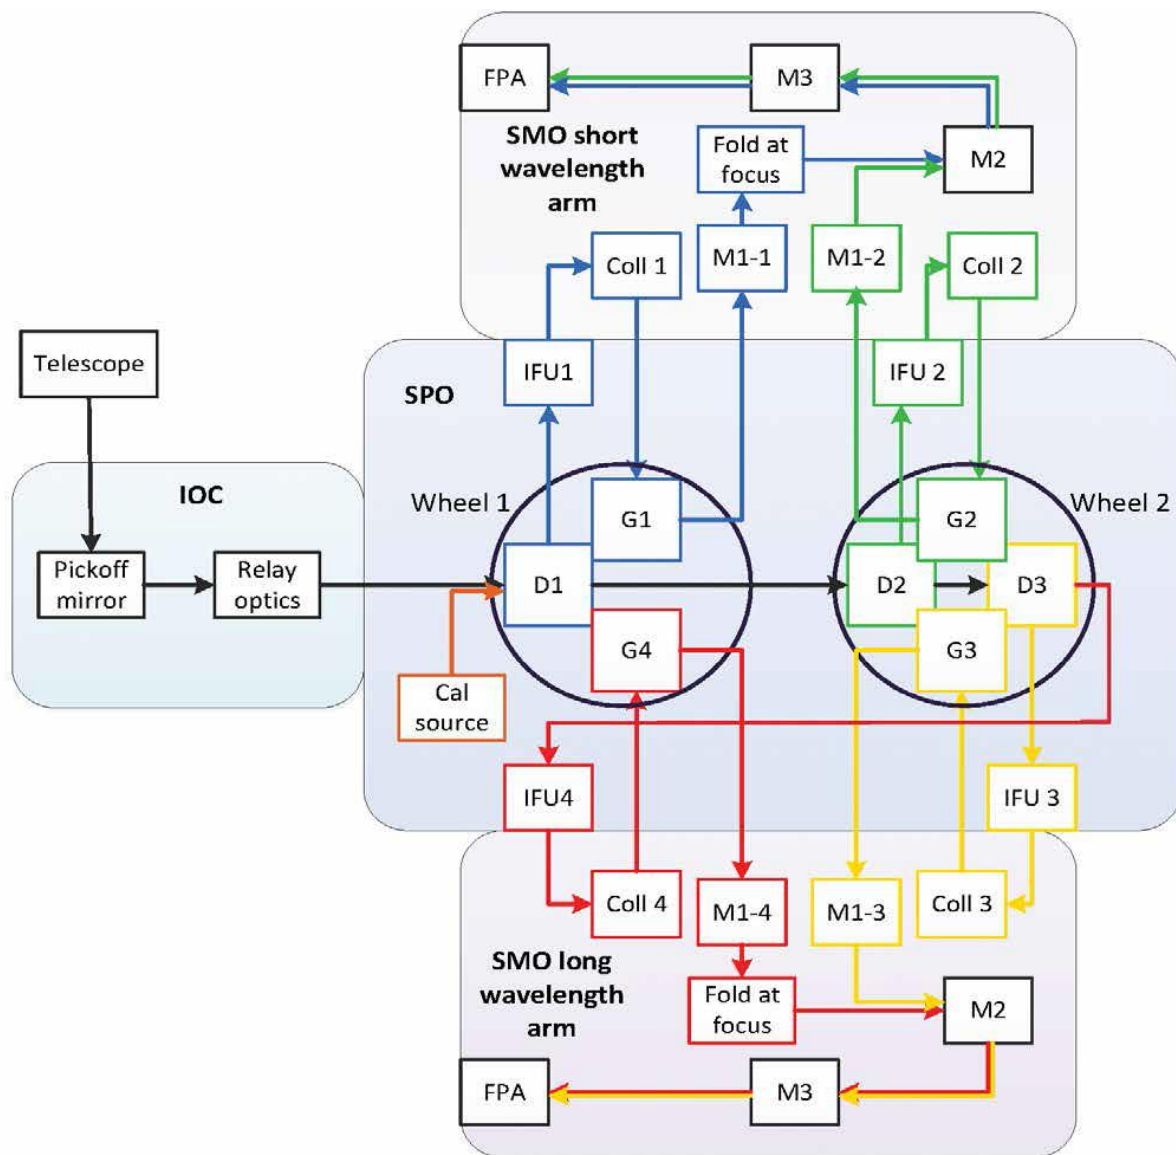 FPA
M3
SMO short
wavelength
arm
Fold at
focus
M2
Coll 1
M1-1
M1-2
Coll 2
Telescope
IFU1
IFU 2
SPO
IOC
Wheel 1
G1
G2
Wheel 2
Pickoff
mirror
Relay
optics
D1
D2
D3
G4
G3
Cal
source
IFU4
IFU 3
Coll 4
M1-4
M1-3
Coll 3
SMO long
wavelength
arm
Fold at
focus
M2
FPA
M3